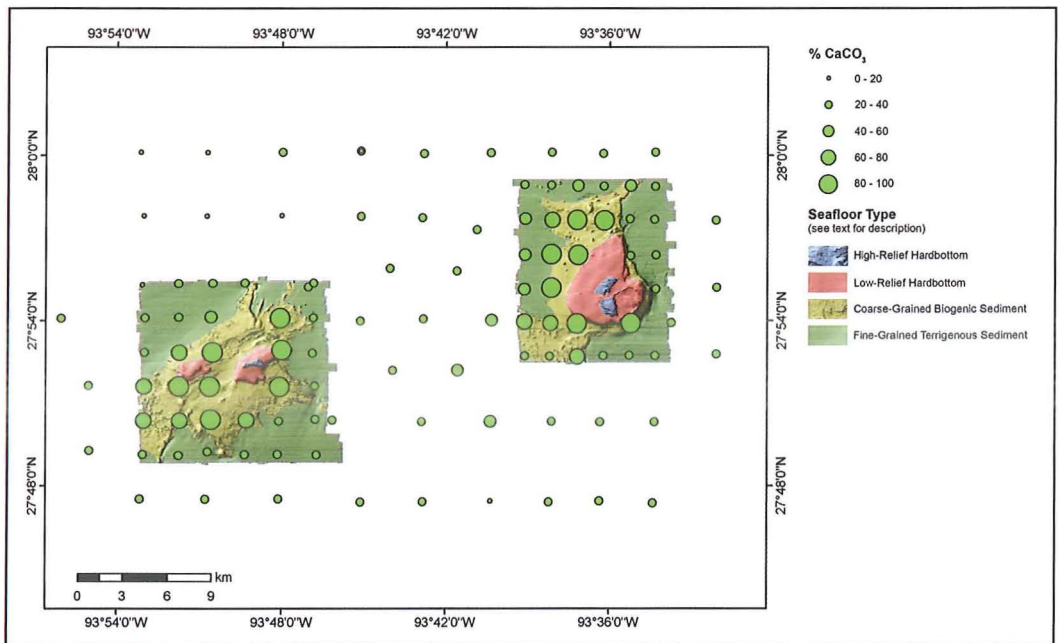 93°54'0"W 93°48'0"W 93°42'0"W 93°36'0"W
28°0'0"N
27°54'0"N
27°48'0"N
28°0'0"N
27°54'0"N
27°48'0"N
% CaCO₃
0 - 20
20 - 40
40 - 60
60 - 80
80 - 100
Seafloor Type
(see text for description)
High-Relief Hardbottom
Low-Relief Hardbottom
Coarse-Grained Biogenic Sediment
Fine-Grained Terrigenous Sediment
km
0 3 6 9
93°54'0"W 93°48'0"W 93°42'0"W 93°36'0"W